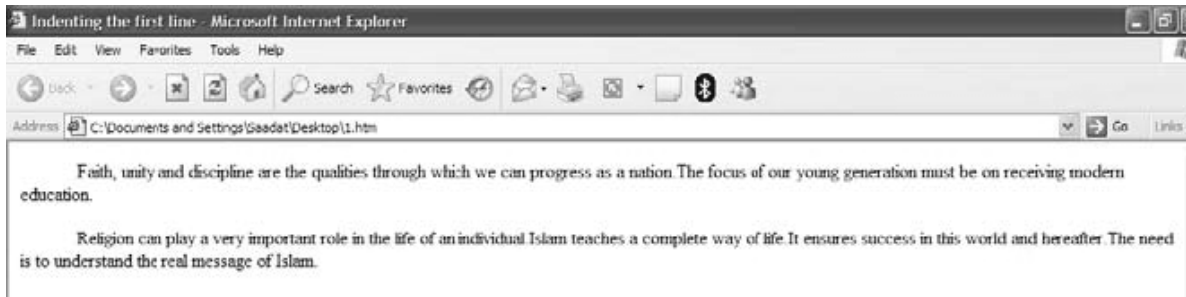 Indenting the first line - Microsoft Internet Explorer
File Edit View Favorites Tools Help
Back Search Favorites
Address C:\Documents and Settings\Saadat\Desktop\1.htm Go Links
Faith, unity and discipline are the qualities through which we can progress as a nation.The focus of our young generation must be on receiving modern
education.
Religion can play a very important role in the life of an individual.Islam teaches a complete way of life.It ensures success in this world and hereafter.The need
is to understand the real message of Islam.